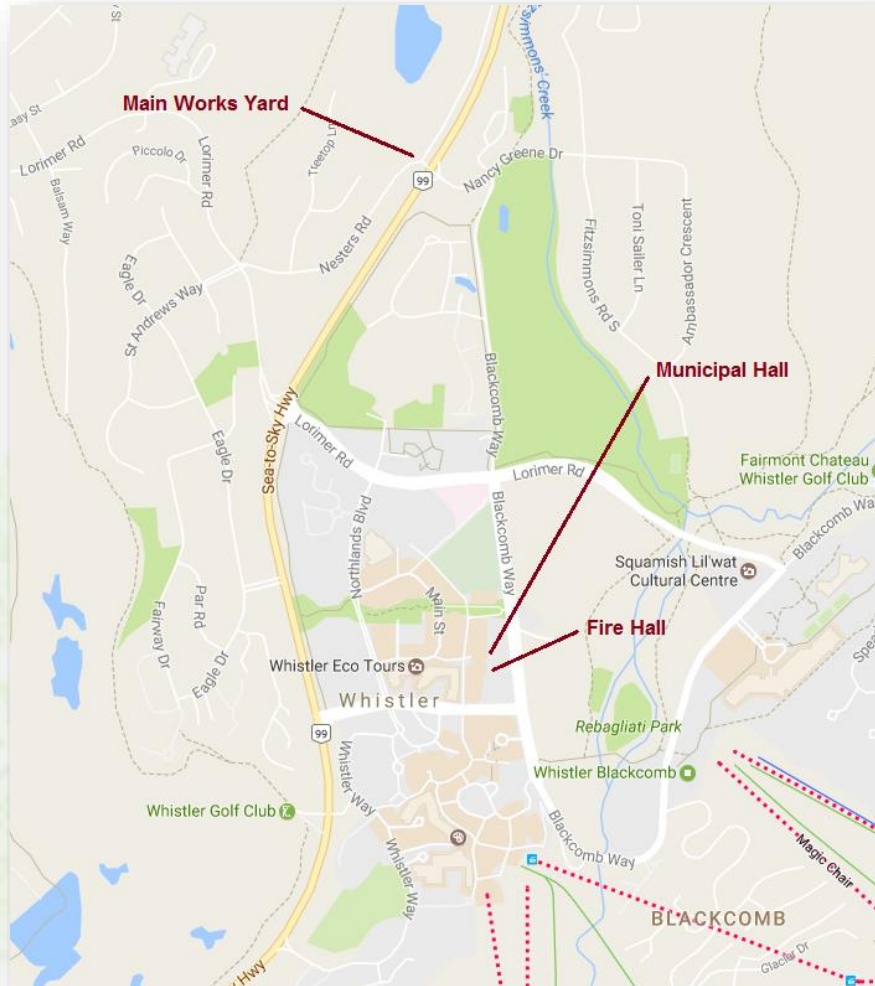 Main Works Yard
Lorimer Rd
Piccolo Dr
Lorimer Rd
Balsam Way
Treetop Ln
99
Nesters Rd
Nancy Greene Dr
Fitzsimmons Rd S
Toni Sailer Ln
Ambassador Crescent
Eagle Dr
St Andrews Way
Blackcomb Way
Municipal Hall
Sea-to-Sky Hwy
Lorimer Rd
Lorimer Rd
Fairmont Chateau
Whistler Golf Club
Eagle Dr
Northlands Blvd
Blackcomb Way
Blackcomb Way
Squamish Lil'wat
Cultural Centre
Par Rd
Fairway Dr
Main St
Fire Hall
Eagle Dr
Whistler Eco Tours
Whistler
99
Rebagliati Park
Whistler Way
Whistler Blackcomb
Whistler Golf Club
Blackcomb Way
Magic Chair
Whistler Way
BLACKCOMB
Glacier Dr
Hwy